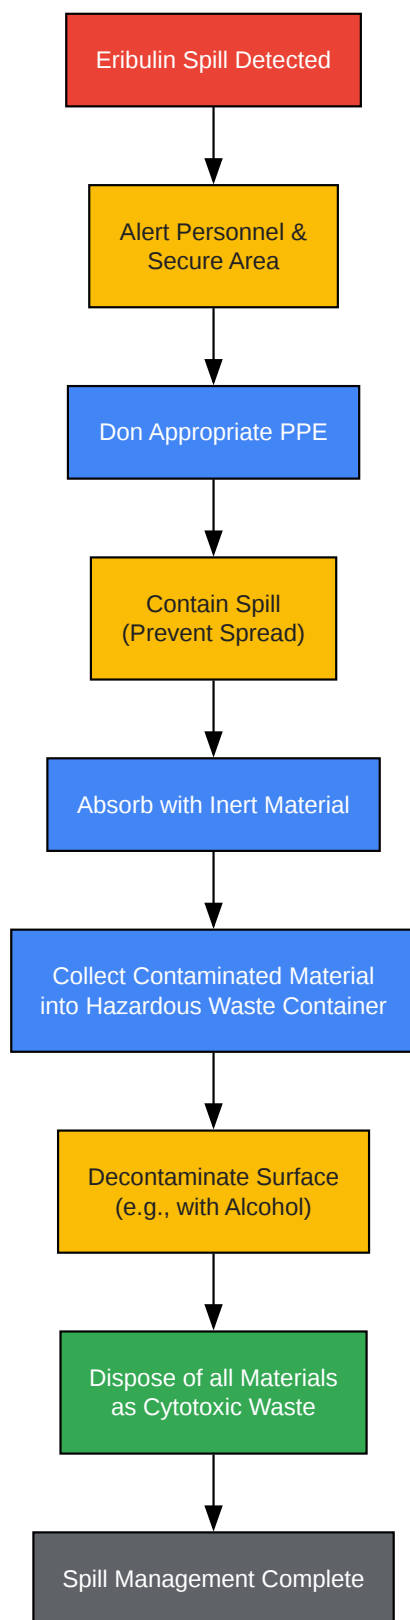 Eribulin Spill Detected
Alert Personnel &
Secure Area
Don Appropriate PPE
Contain Spill
(Prevent Spread)
Absorb with Inert Material
Collect Contaminated Material
into Hazardous Waste Container
Decontaminate Surface
(e.g., with Alcohol)
Dispose of all Materials
as Cytotoxic Waste
Spill Management Complete